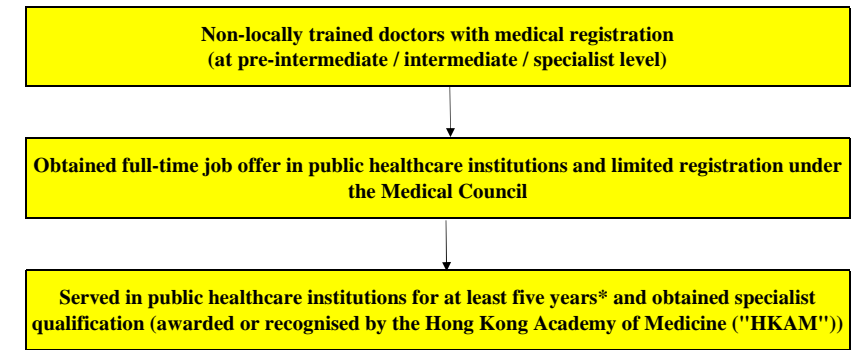 Non-locally trained doctors with medical registration
(at pre-intermediate / intermediate / specialist level)
Obtained full-time job offer in public healthcare institutions and limited registration under
the Medical Council
Served in public healthcare institutions for at least five years* and obtained specialist
qualification (awarded or recognised by the Hong Kong Academy of Medicine ("HKAM"))